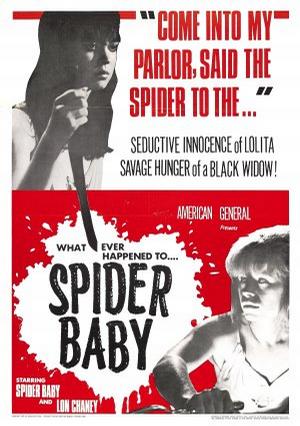 "COME INTO MY
PARLOR, SAID THE
SPIDER TO THE..."
SEDUCTIVE INNOCENCE of LOLITA
SAVAGE HUNGER of a BLACK WIDOW!
AMERICAN GENERAL
Presents
WHAT EVER
HAPPENED TO....
SPIDER
BABY
STARRING
SPIDER BABY
AND LON CHANEY